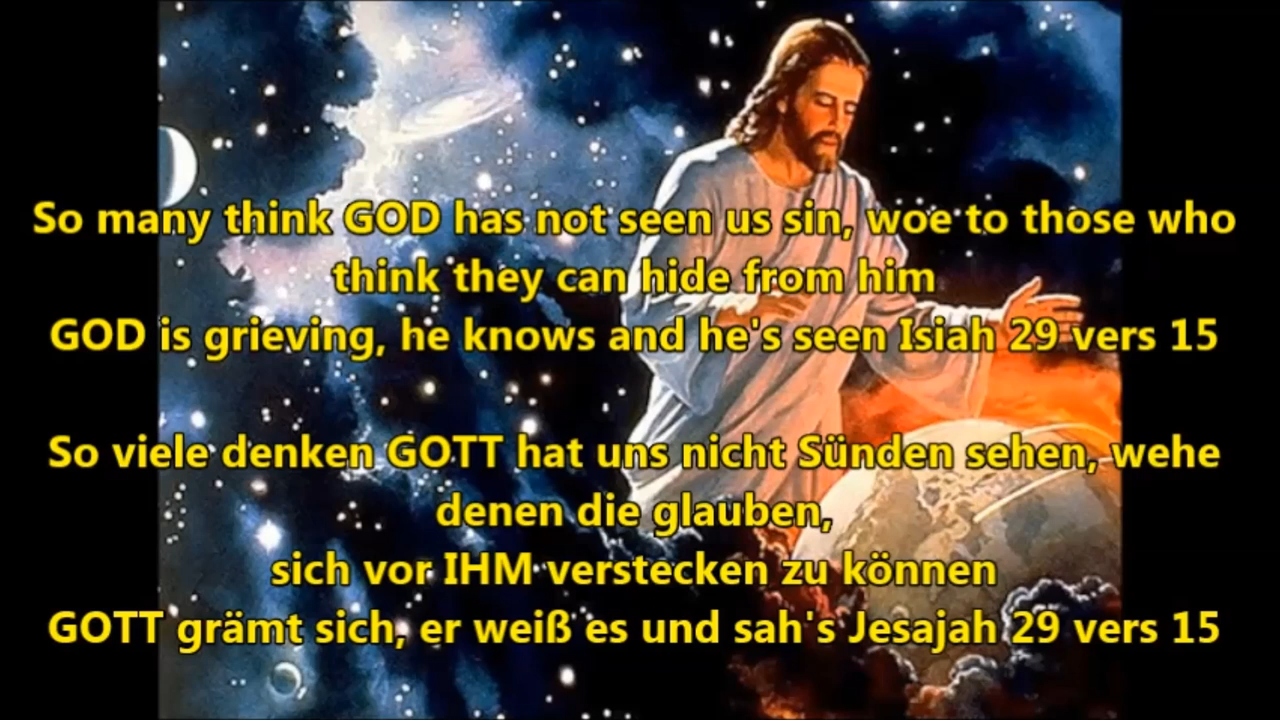 So many think GOD has not seen us sin, woe to those who
think they can hide from him
GOD is grieving, he knows and he's seen Isiah 29 vers 15
So viele denken GOTT hat uns nicht Sünden sehen, wehe
denen die glauben,
sich vor IHM verstecken zu können
GOTT grämt sich, er weiß es und sah's Jesajah 29 vers 15